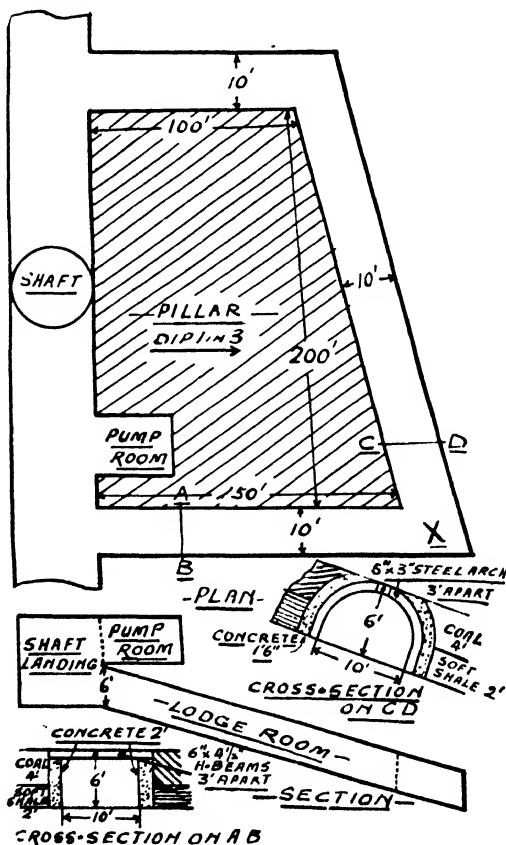 10'
100'
SHAFT
10'
PILLAR
DIP 1 IN 3
200'
PUMP
ROOM
C D
A 150'
10'
X
B
-PLAN-
6"x3" STEEL ARCH
3' APART
6'
COAL
4'
SOFT
SHALE 2'
CONCRETE
1'6"
10'
CROSS-SECTION
ON CD
SHAFT
LANDING
PUMP
ROOM
6'
-LODGE ROOM-
CONCRETE 2'
COAL
4'
6'
6"x 4½"
H-BEAMS
3' APART
-SECTION-
SOFT
SHALE
2'
10'
CROSS-SECTION ON AB